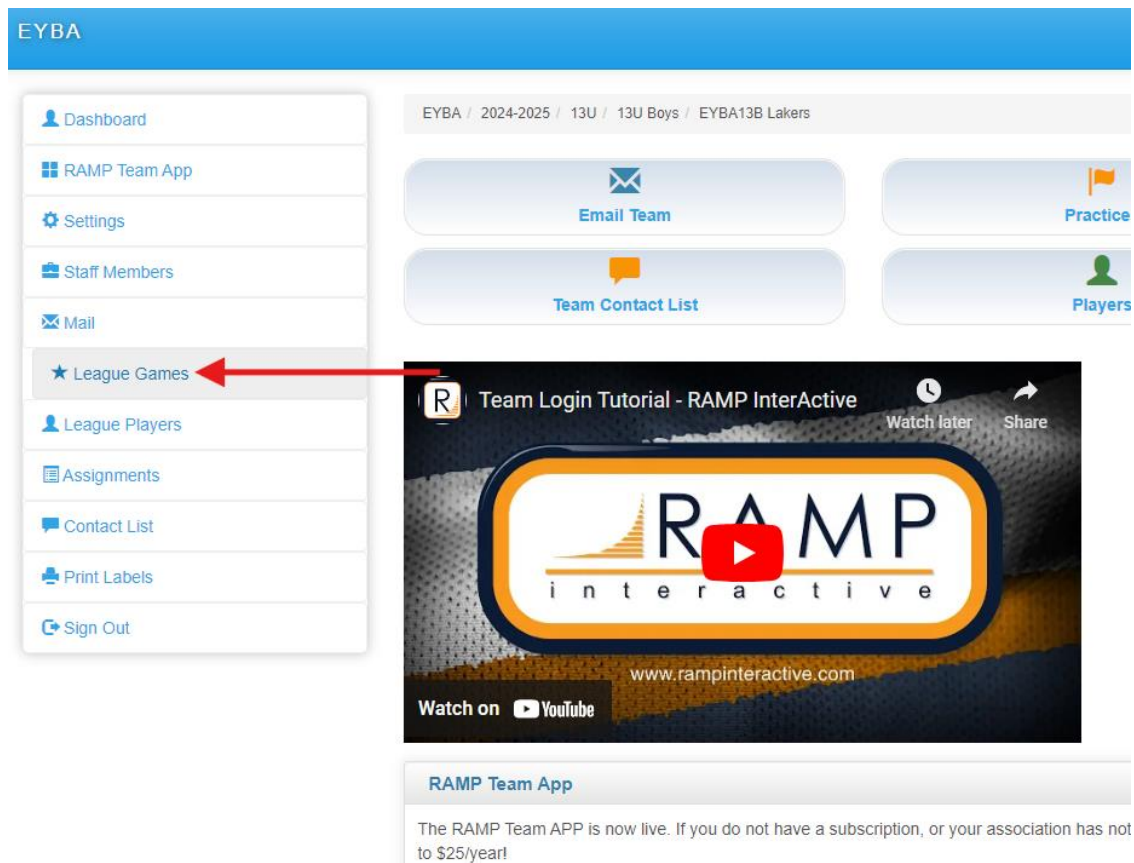 EYBA
Dashboard
RAMP Team App
Settings
Staff Members
Mail
League Games
League Players
Assignments
Contact List
Print Labels
Sign Out
EYBA / 2024-2025 / 13U / 13U Boys / EYBA13B Lakers
Email Team
Practice
Team Contact List
Players
R Team Login Tutorial - RAMP InterActive
Watch later Share
RAMP
interactive
www.rampinteractive.com
Watch on YouTube
RAMP Team App
The RAMP Team APP is now live. If you do not have a subscription, or your association has not
to $25/year!